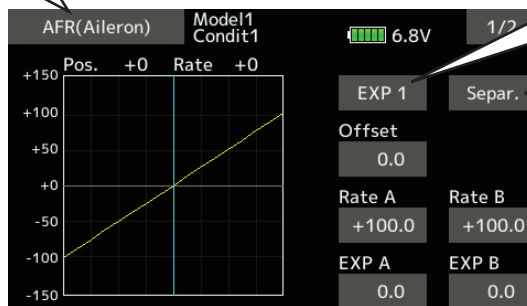 AFR(Aileron)
Model1
Condit1
6.8V
1/2
Pos. +0 Rate +0
+150
+100
+50
+0
-50
-100
-150
EXP 1
Separ.
Offset
0.0
Rate A
Rate B
+100.0
+100.0
EXP A
EXP B
0.0
0.0